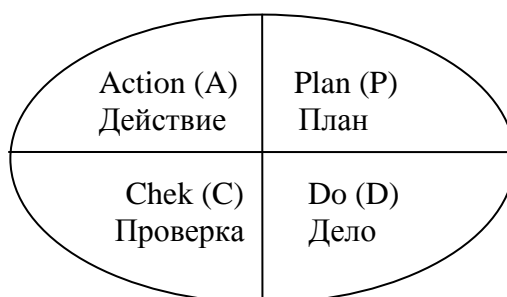 Action (A)
Действие
Plan (P)
План
Chek (C)
Проверка
Do (D)
Дело